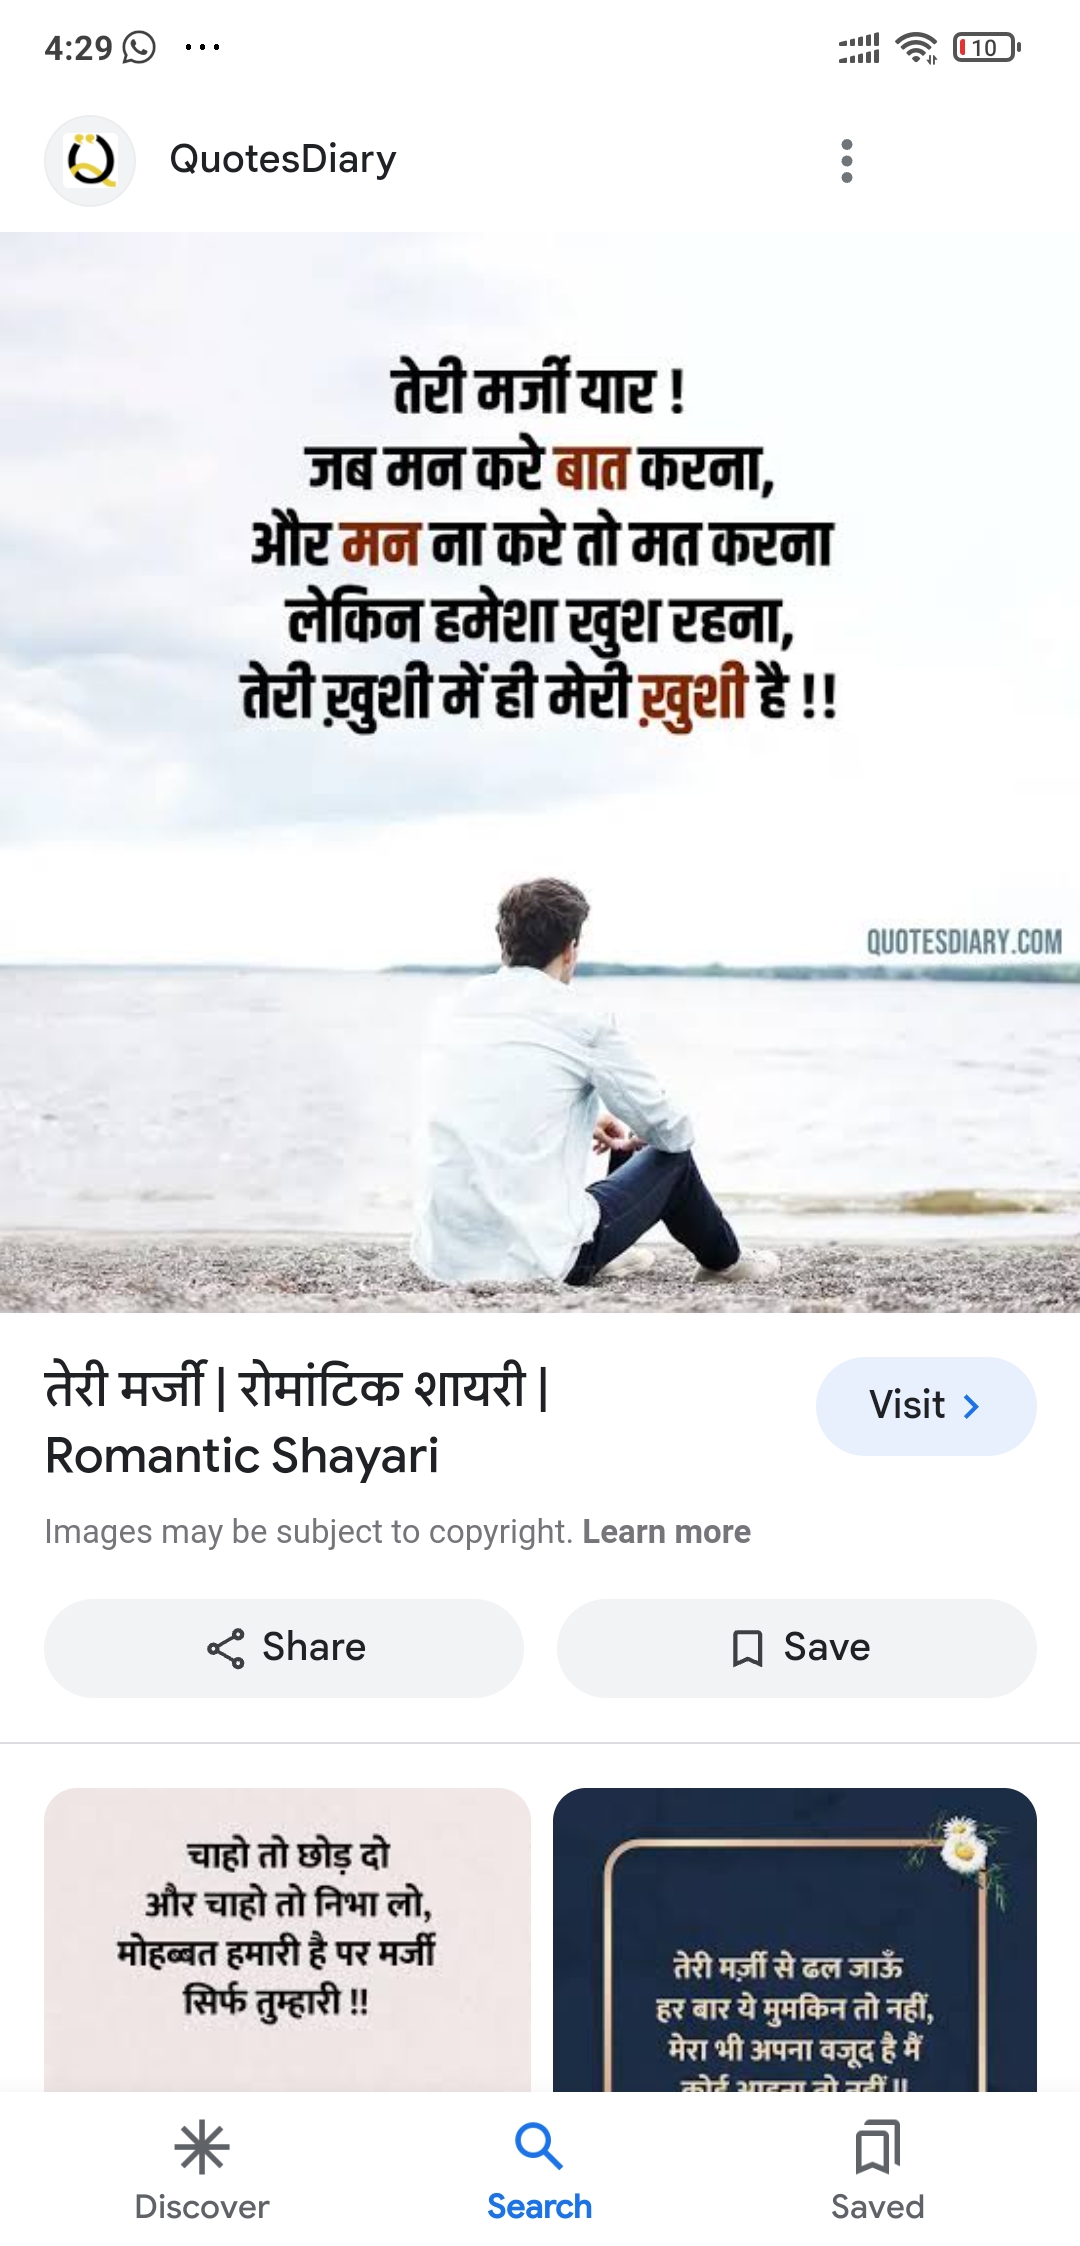 4:29
10
QuotesDiary
तेरी मर्जी यार !
जब मन करे बात करना,
और मन ना करे तो मत करना
लेकिन हमेशा खुश रहना,
तेरी ख़ुशी में ही मेरी ख़ुशी है !!
QUOTESDIARY.COM
तेरी मर्जी | रोमांटिक शायरी |
Romantic Shayari
Visit
Images may be subject to copyright. Learn more
Share
Save
चाहो तो छोड़ दो
और चाहो तो निभा लो,
मोहब्बत हमारी है पर मर्जी
सिर्फ तुम्हारी !!
तेरी मर्ज़ी से ढल जाऊँ
हर बार ये मुमकिन तो नहीं,
मेरा भी अपना वजूद है मैं
Discover
Search
Saved